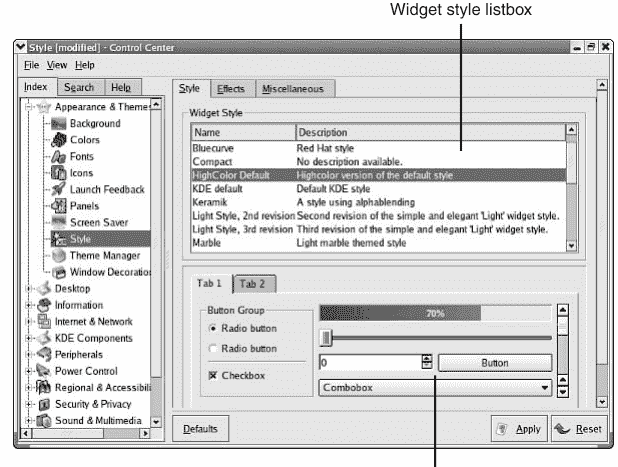 Widget style listbox
Style [modified] - Control Center
File View Help
Index Search Help
Appearance & Themes
Background
Colors
Fonts
Icons
Launch Feedback
Panels
Screen Saver
Style
Theme Manager
Window Decoration
Desktop
Information
Internet & Network
KDE Components
Peripherals
Power Control
Regional & Accessibili
Security & Privacy
Sound & Multimedia
Style Effects Miscellaneous
Widget Style
Name Description
Bluecurve Red Hat style
Compact No description available.
HighColor Default Highcolor version of the default style
KDE default Default KDE style
Keramik A style using alphablending
Light Style, 2nd revision Second revision of the simple and elegant 'Light' widget style.
Light Style, 3rd revision Third revision of the simple and elegant 'Light' widget style.
Marble Light marble themed style
Tab 1 Tab 2
Button Group
Radio button
Radio button
Checkbox
70%
0
Button
Combobox
Defaults
Apply
Reset